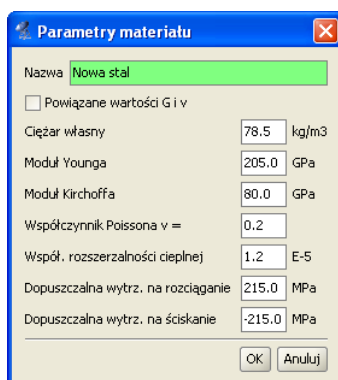 Parametry materiału
Nazwa Nowa stal
Powiązane wartości G i v
Ciężar własny 78.5 kg/m3
Moduł Younga 205.0 GPa
Moduł Kirchoffa 80.0 GPa
Współczynnik Poissona v = 0.2
Współ. rozszerzalności cieplnej 1.2 E-5
Dopuszczalna wytrz. na rozciąganie 215.0 MPa
Dopuszczalna wytrz. na ściskanie -215.0 MPa
OK Anuluj